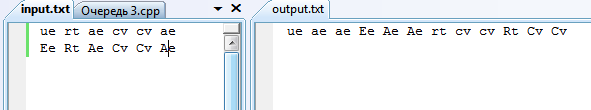 input.txt Очередь 3.cpp output.txt
ue rt ae cv cv ae
Ee Rt Ae Cv Cv Ae
ue ae ae Ee Ae Ae rt cv cv Rt Cv Cv